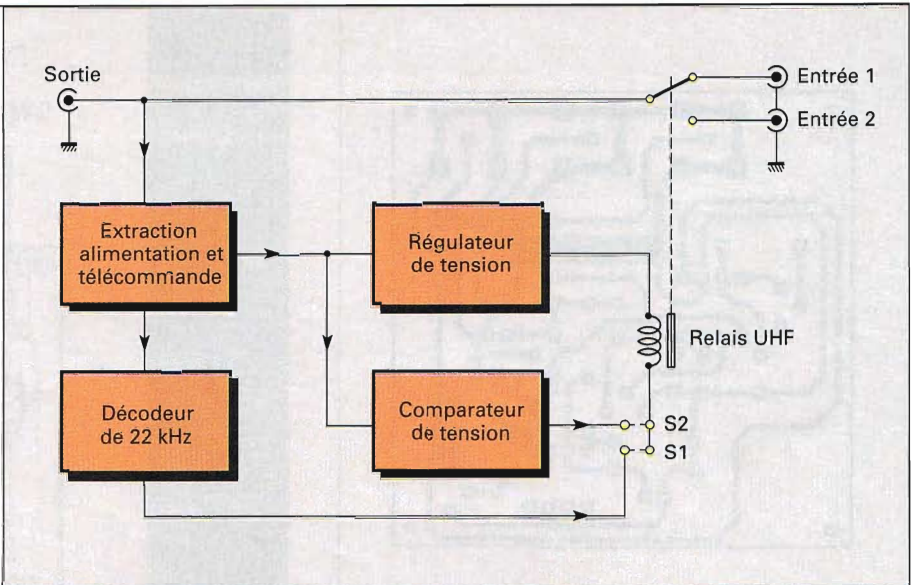 Sortie
Entrée 1
Entrée 2
Extraction
alimentation et
télécommande
Régulateur
de tension
Relais UHF
Décodeur
de 22 kHz
Comparateur
de tension
S2
S1